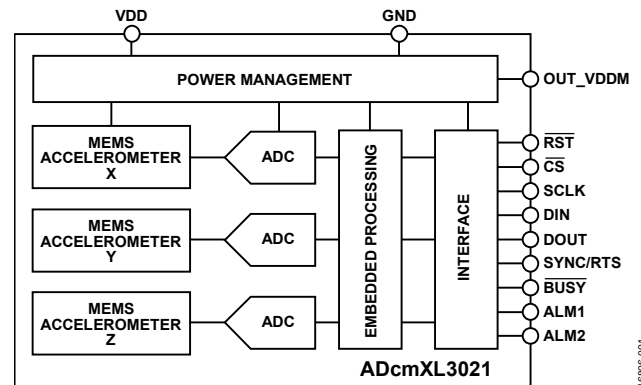 VDD
GND
POWER MANAGEMENT
OUT_VDDM
MEMS
ACCELEROMETER
X
ADC
MEMS
ACCELEROMETER
Y
ADC
MEMS
ACCELEROMETER
Z
ADC
EMBEDDED PROCESSING
INTERFACE
RST
CS
SCLK
DIN
DOUT
SYNC/RTS
BUSY
ALM1
ALM2
ADcmXL3021